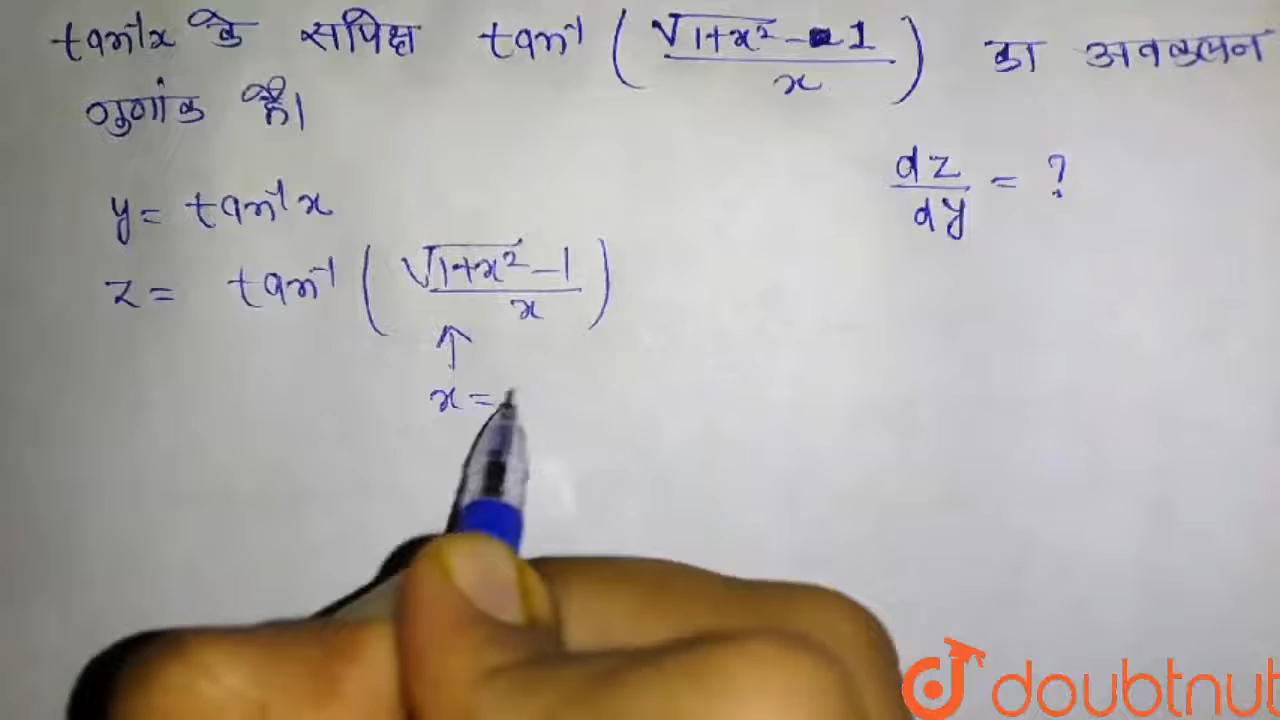 tan⁻¹x के सापेक्ष tan⁻¹ ( (√1+x² - 1) / x ) का अवकलन
गुणांक है।
dz/dy = ?
y = tan⁻¹x
z = tan⁻¹ ( (√1+x² - 1) / x )
↑
x =
doubtnut